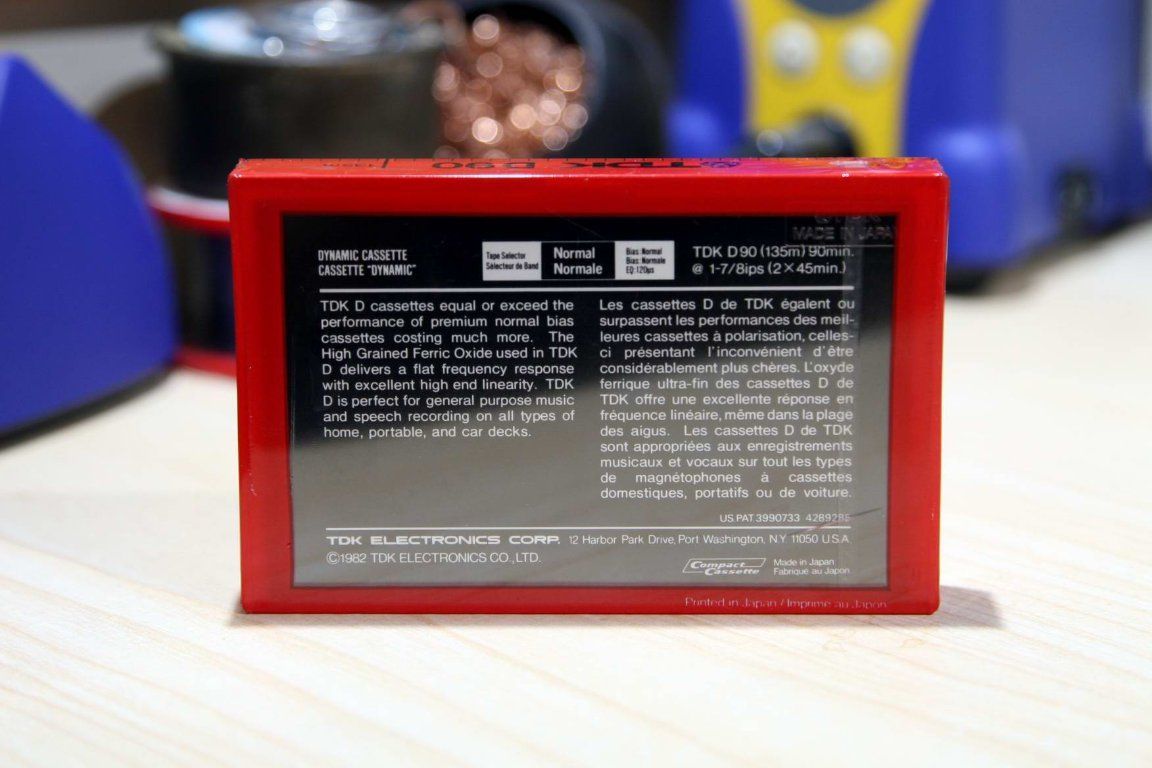 TDK D90
MADE IN JAPAN
DYNAMIC CASSETTE
CASSETTE "DYNAMIC"
Tape Selector
Sélecteur de Band
Normal
Normale
Bias: Normal
Bias: Normale
EQ: 120µs
TDK D90 (135m) 90min.
@ 1-7/8ips (2×45min.)
TDK D cassettes equal or exceed the
performance of premium normal bias
cassettes costing much more. The
High Grained Ferric Oxide used in TDK
D delivers a flat frequency response
with excellent high end linearity. TDK
D is perfect for general purpose music
and speech recording on all types of
home, portable, and car decks.
Les cassettes D de TDK égalent ou
surpassent les performances des meil-
leures cassettes à polarisation, celles-
ci présentant l'inconvénient d'être
considérablement plus chères. L'oxyde
ferrique ultra-fin des cassettes D de
TDK offre une excellente réponse en
fréquence linéaire, même dans la plage
des aigus. Les cassettes D de TDK
sont appropriées aux enregistrements
musicaux et vocaux sur tout les types
de magnétophones à cassettes
domestiques, portatifs ou de voiture.
US. PAT. 3990733 4289285
TDK ELECTRONICS CORP. 12 Harbor Park Drive, Port Washington, N.Y. 11050 U.S.A.
©1982 TDK ELECTRONICS CO., LTD.
Compact
Cassette
Made in Japan
Fabriqué au Japon
Printed in Japan / Imprimé au Japon